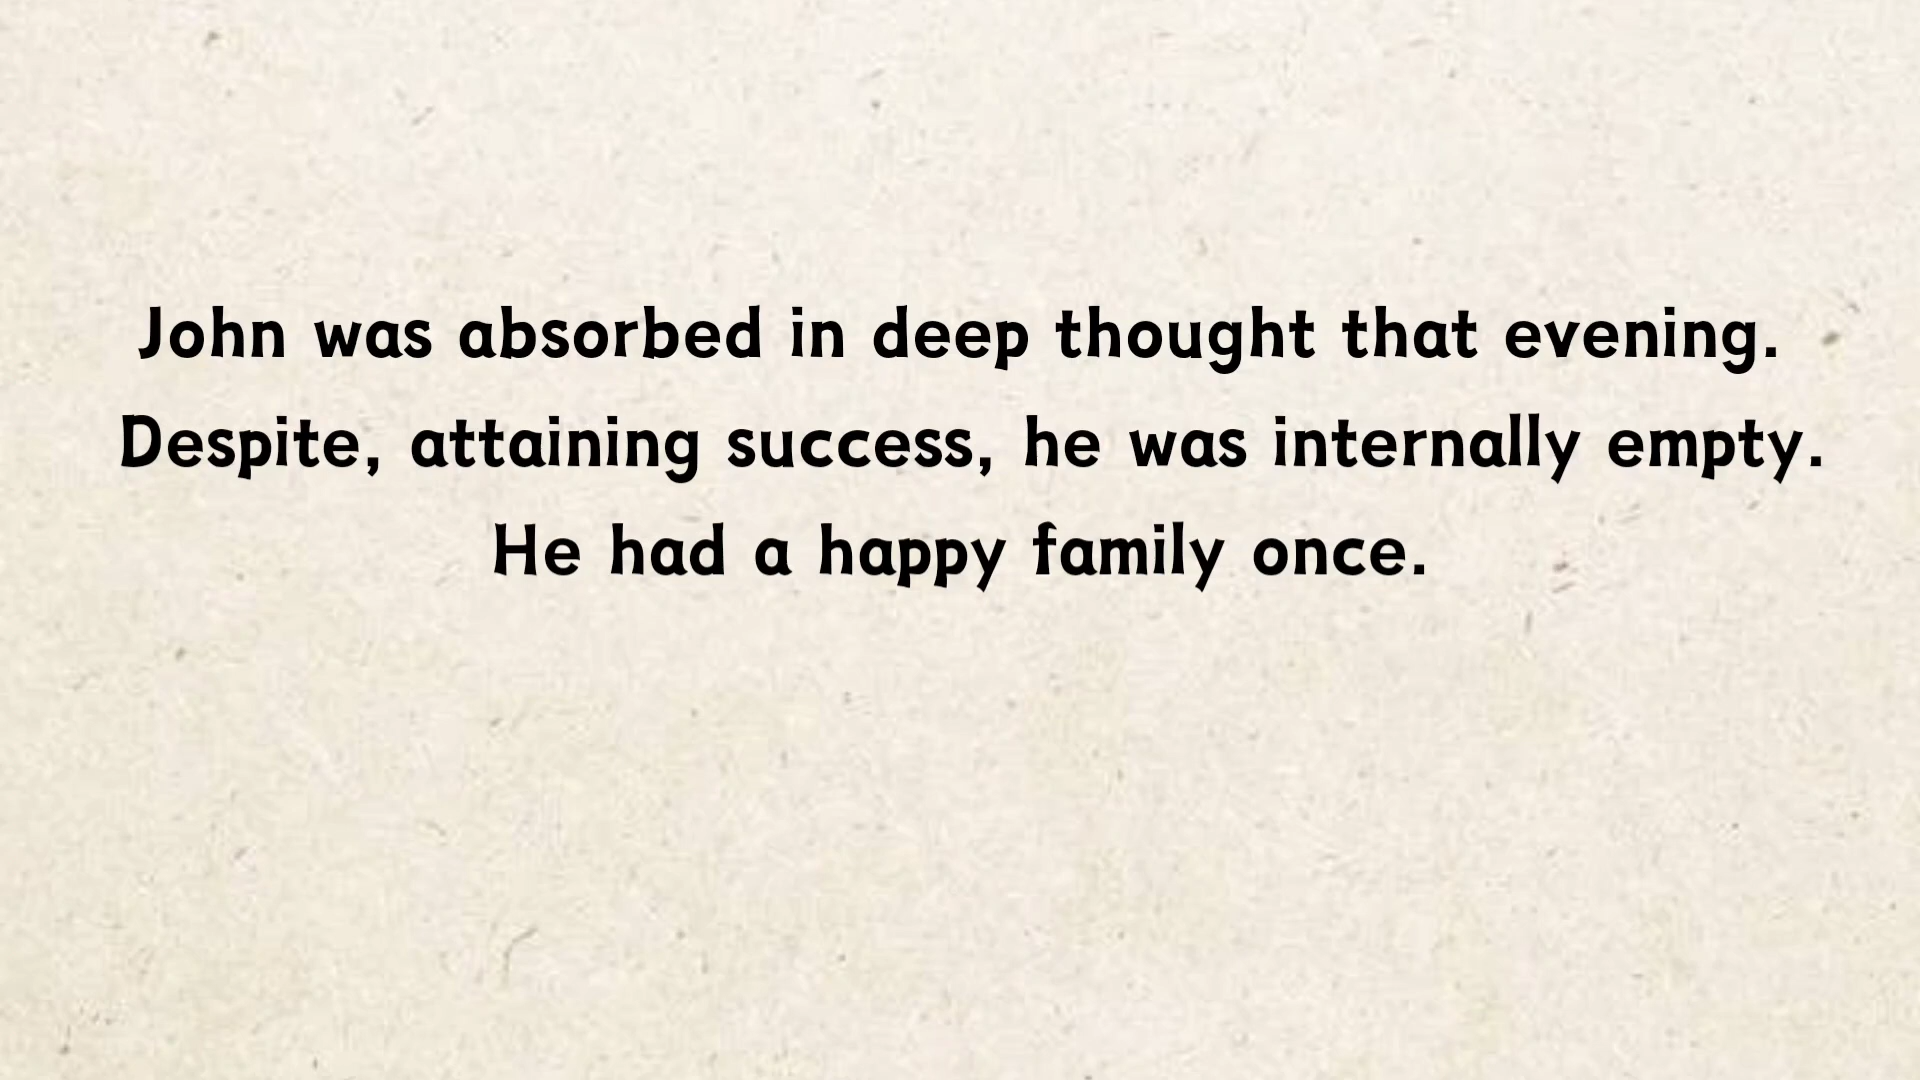 John was absorbed in deep thought that evening.
Despite, attaining success, he was internally empty.
He had a happy family once.